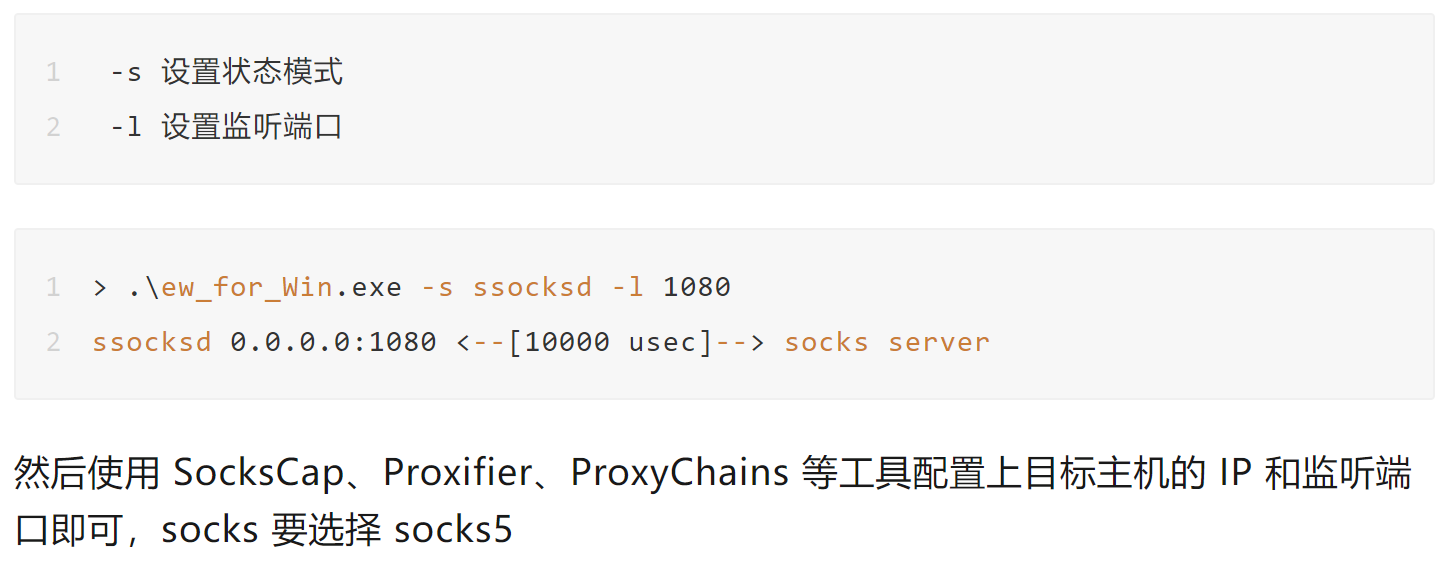 1 -s 设置状态模式
2 -l 设置监听端口
1 > .\ew_for_Win.exe -s ssocksd -l 1080
2 ssocksd 0.0.0.0:1080 <--[10000 usec]--> socks server
然后使用 SocksCap、Proxifier、ProxyChains 等工具配置上目标主机的 IP 和监听端
口即可，socks 要选择 socks5